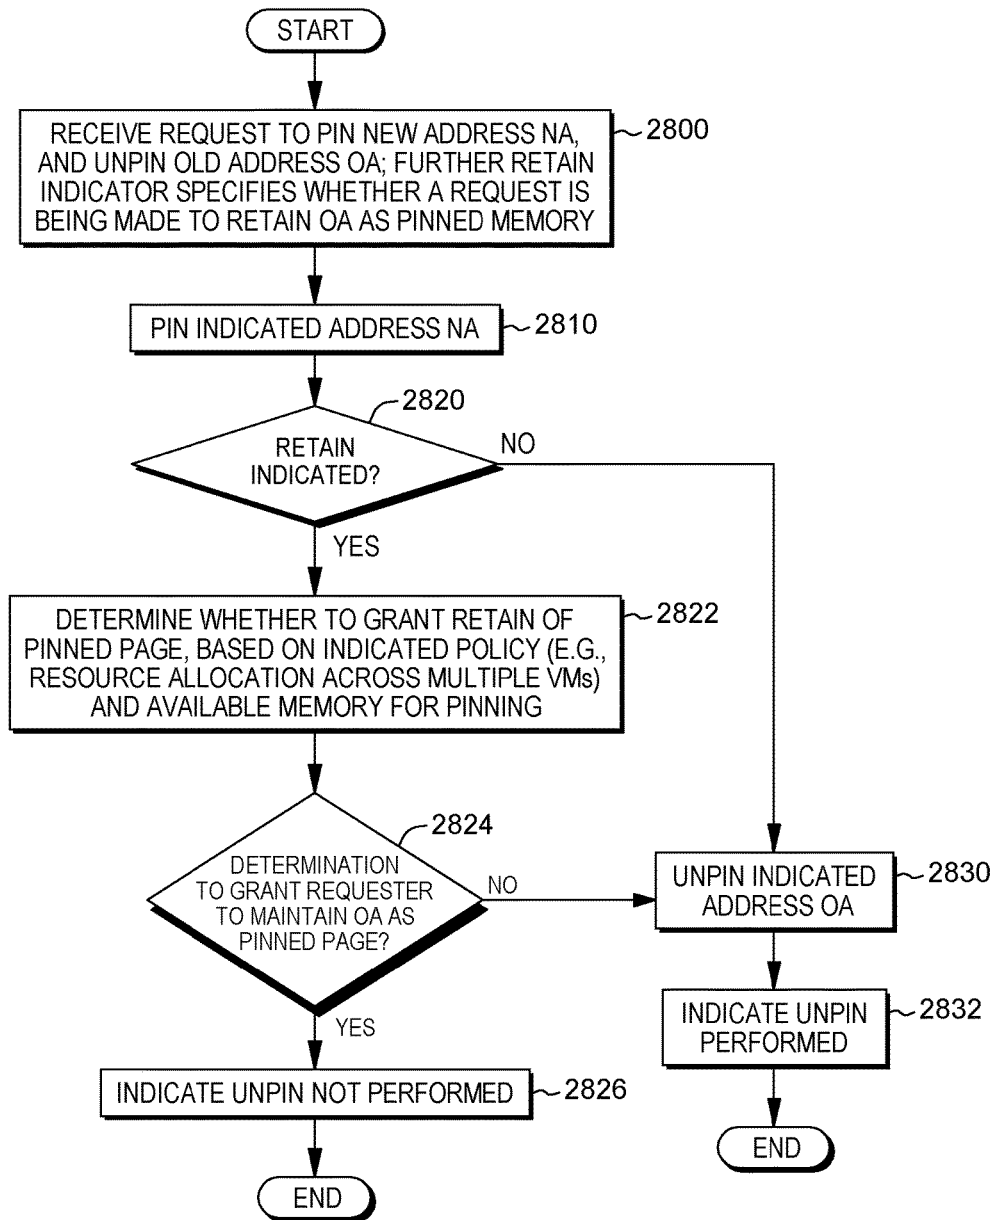 START
RECEIVE REQUEST TO PIN NEW ADDRESS NA,
AND UNPIN OLD ADDRESS OA; FURTHER RETAIN
INDICATOR SPECIFIES WHETHER A REQUEST IS
BEING MADE TO RETAIN OA AS PINNED MEMORY
2800
PIN INDICATED ADDRESS NA
2810
2820
RETAIN
INDICATED?
NO
YES
DETERMINE WHETHER TO GRANT RETAIN OF
PINNED PAGE, BASED ON INDICATED POLICY (E.G.,
RESOURCE ALLOCATION ACROSS MULTIPLE VMs)
AND AVAILABLE MEMORY FOR PINNING
2822
2824
DETERMINATION
TO GRANT REQUESTER
TO MAINTAIN OA AS
PINNED PAGE?
NO
YES
UNPIN INDICATED
ADDRESS OA
2830
INDICATE UNPIN
PERFORMED
2832
INDICATE UNPIN NOT PERFORMED
2826
END
END